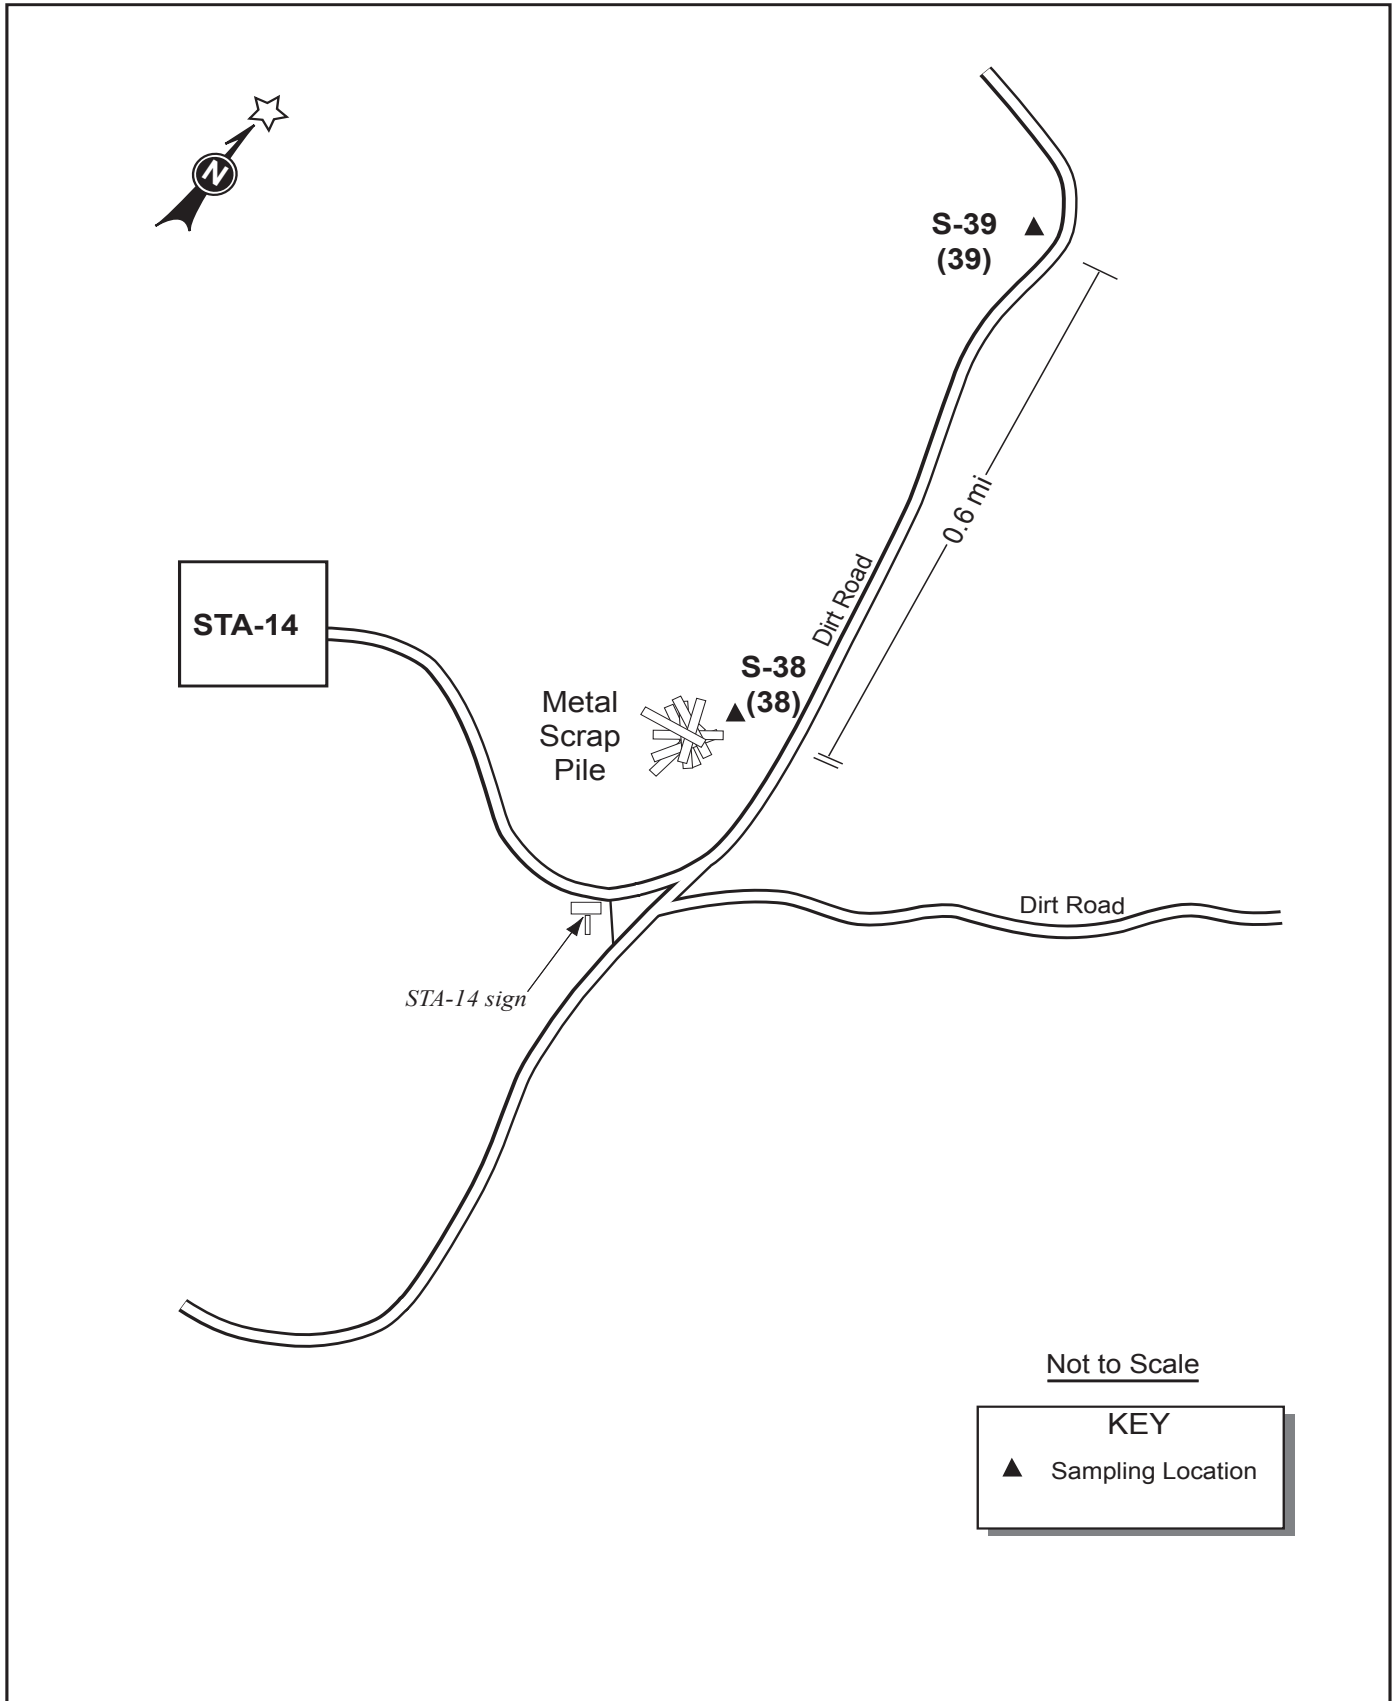 N
S-39
(39)
0.6 mi
Dirt Road
STA-14
S-38
(38)
Metal
Scrap
Pile
Dirt Road
STA-14 sign
Not to Scale
KEY
Sampling Location